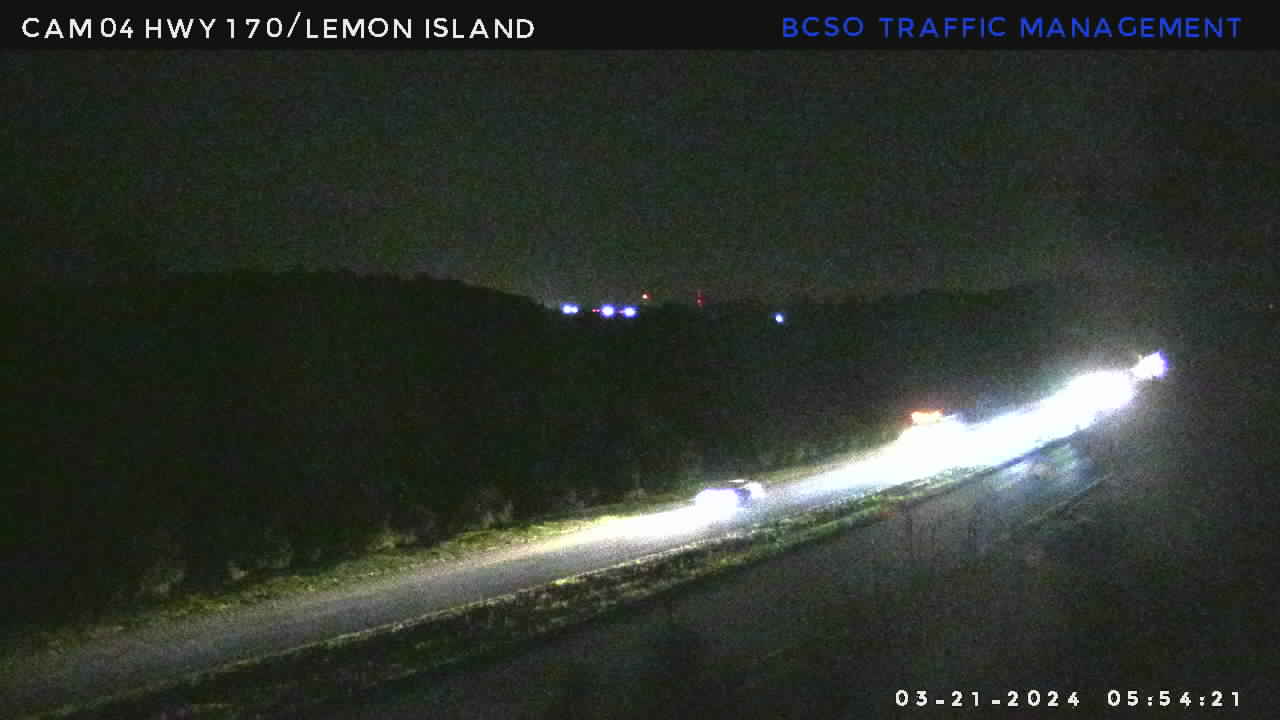 CAM04 HWY170/LEMON ISLAND
BCSO TRAFFIC MANAGEMENT
03-21-2024 05:54:21